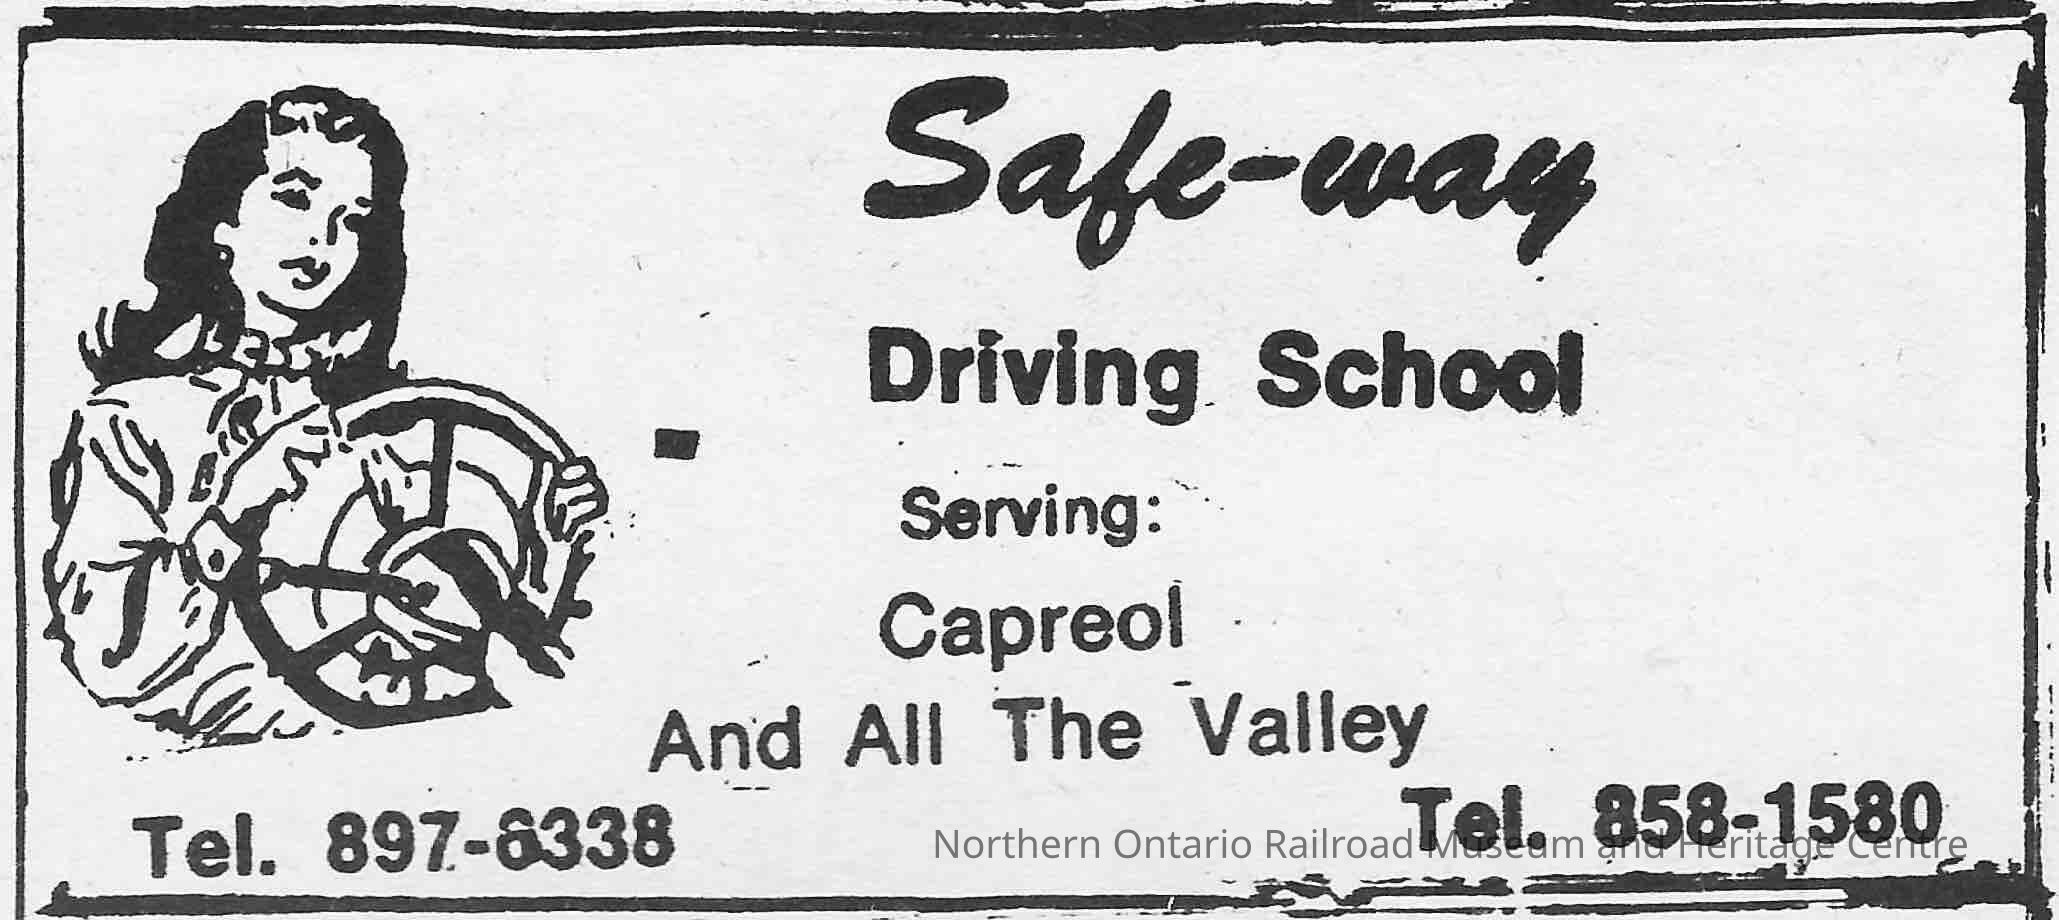 Safe-way
Driving School
Serving:
Capreol
And All The Valley
Tel. 897-6338
Tel. 858-1580
Northern Ontario Railroad Museum and Heritage Centre